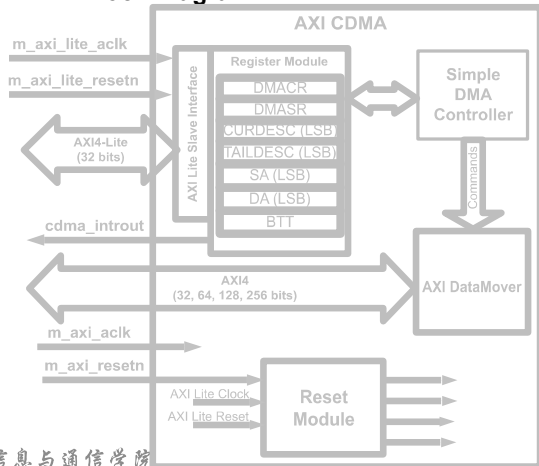 AXI CDMA
m_axi_lite_aclk
m_axi_lite_resetn
AXI4-Lite
(32 bits)
AXI Lite Slave Interface
Register Module
DMACR
DMASR
CURDESC (LSB)
TAILDESC (LSB)
SA (LSB)
DA (LSB)
BTT
Simple
DMA
Controller
Commands
cdma_introut
AXI4
(32, 64, 128, 256 bits)
AXI DataMover
m_axi_aclk
m_axi_resetn
AXI Lite Clock
AXI Lite Reset
Reset
Module
信息与通信学院